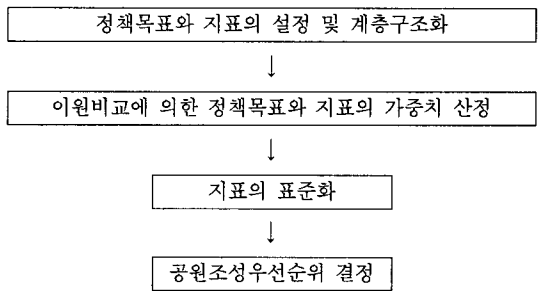 정책목표와 지표의 설정 및 계층구조화
↓
이원비교에 의한 정책목표와 지표의 가중치 산정
↓
지표의 표준화
↓
공원조성우선순위 결정